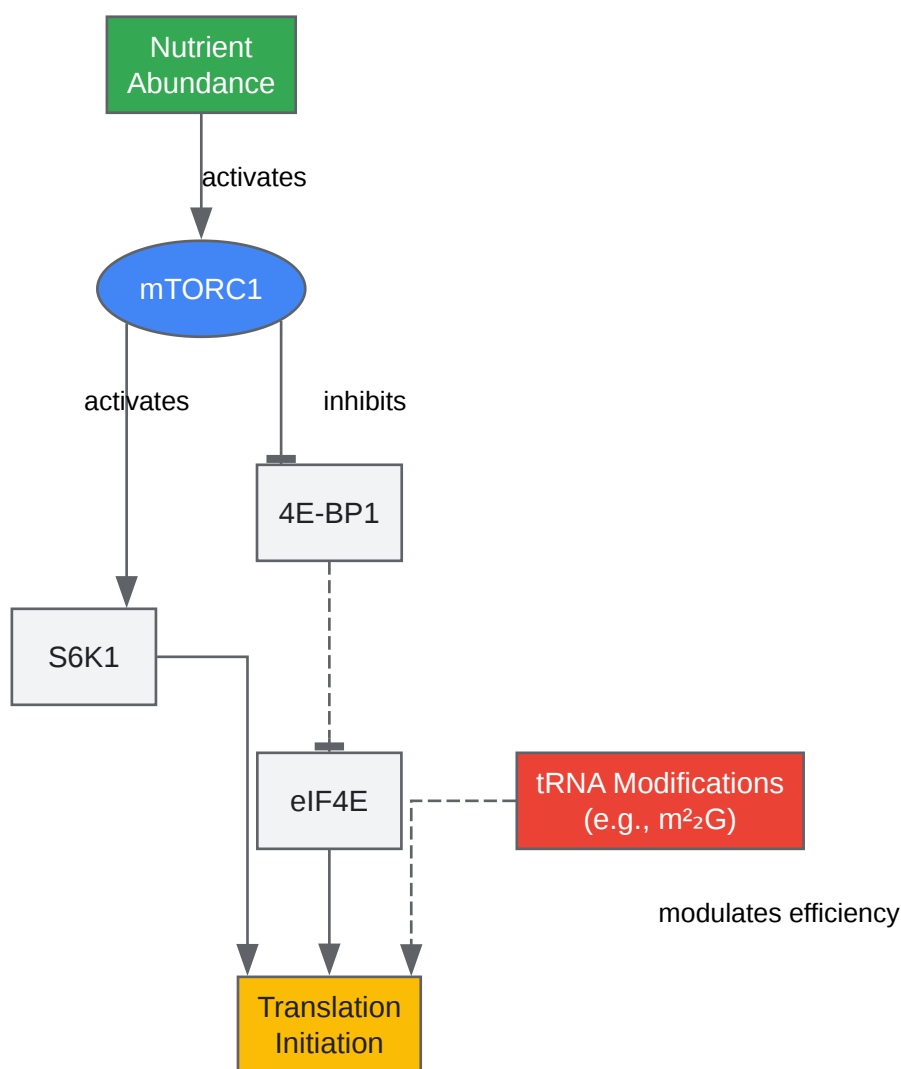 Nutrient
Abundance
activates
mTORC1
activates
inhibits
4E-BP1
S6K1
eIF4E
tRNA Modifications
(e.g., m²₂G)
modulates efficiency
Translation
Initiation